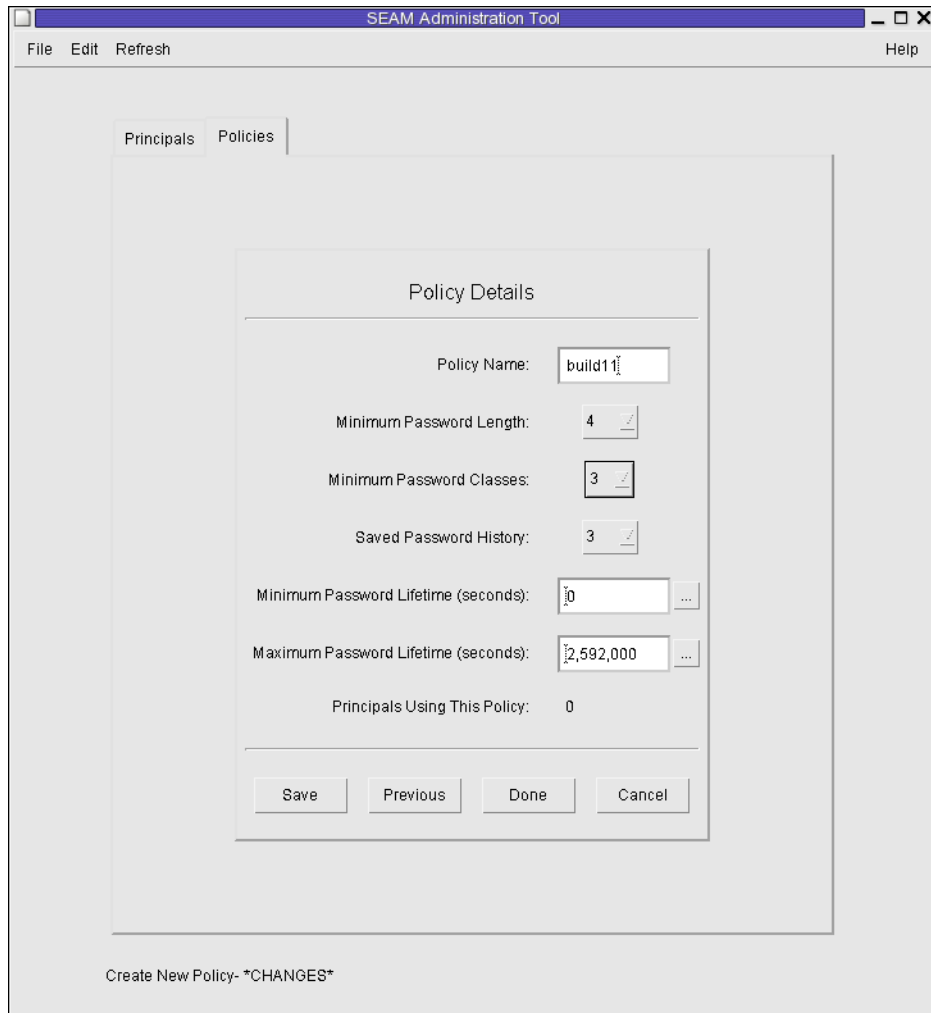 SEAM Administration Tool
File Edit Refresh Help
Principals Policies
Policy Details
Policy Name: build11
Minimum Password Length: 4
Minimum Password Classes: 3
Saved Password History: 3
Minimum Password Lifetime (seconds): 0 ...
Maximum Password Lifetime (seconds): 2,592,000 ...
Principals Using This Policy: 0
Save Previous Done Cancel
Create New Policy- *CHANGES*